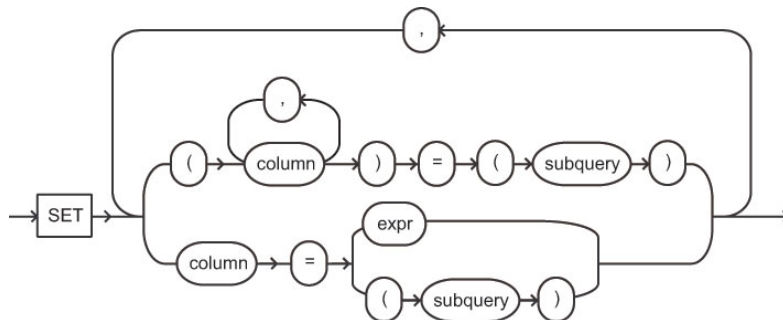 ,
,
( column ) = ( subquery )
SET
expr
column =
( subquery )